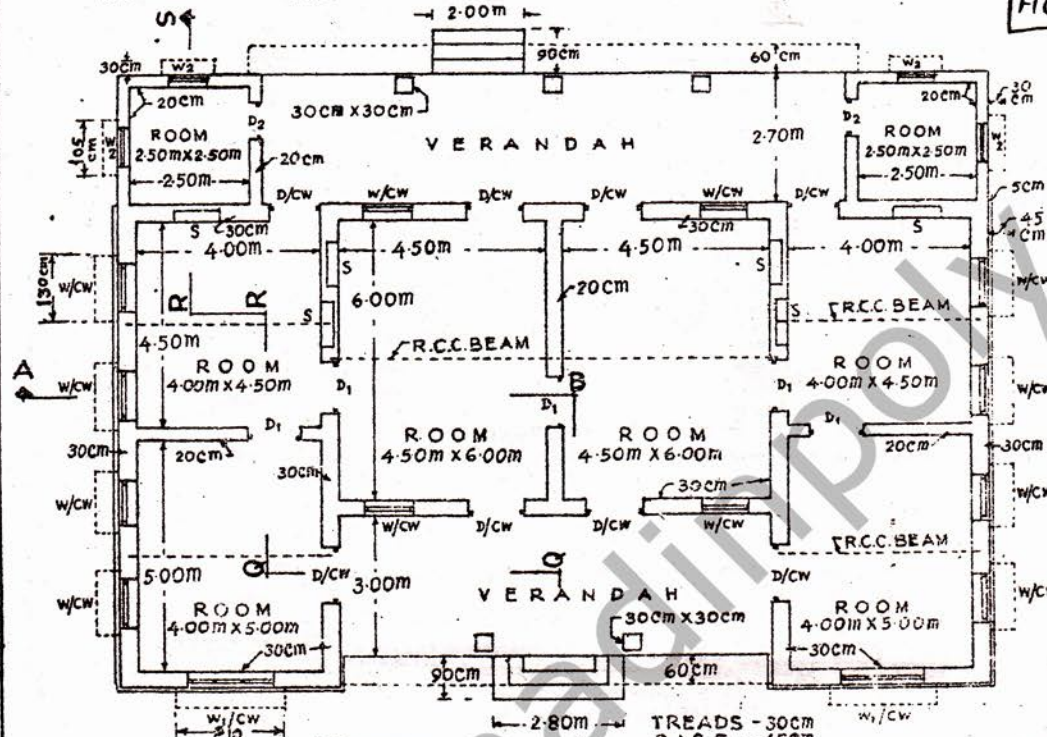 S
2.00m
FIG
W2
90cm
60cm
W2
30cm
20cm
30cm X 30cm
20cm
30
cm
D2
D2
ROOM
2.50mX2.50m
VERANDAH
2.70m
ROOM
2.50mX2.50m
W2
105
cm
W2
2.50m
20cm
2.50m
D/CW
W/CW
D/CW
D/CW
W/CW
D/CW
5cm
S
30cm
30cm
S
45
cm
4.00m
4.50m
4.50m
4.00m
130cm
W/CW
S
S
W/CW
6.00m
20cm
R
R
S
S
R.C.C. BEAM
4.50m
R.C.C. BEAM
ROOM
4.00m X 4.50m
ROOM
4.00m X 4.50m
A
W/CW
D1
B
D1
D1
W/CW
D1
D1
ROOM
4.50m X 6.00m
ROOM
4.50m X 6.00m
30cm
20cm
30cm
20cm
30cm
30cm
W/CW
W/CW
D/CW
D/CW
W/CW
W/CW
R.C.C. BEAM
5.00m
Q
D/CW
3.00m
Q
D/CW
W/CW
VERANDAH
W/CW
ROOM
4.00m X 5.00m
30cm X 30cm
ROOM
4.00m X 5.00m
30cm
30cm
90cm
60cm
W1/CW
2.80m
TREADS - 30cm
W1/CW
adinpoly